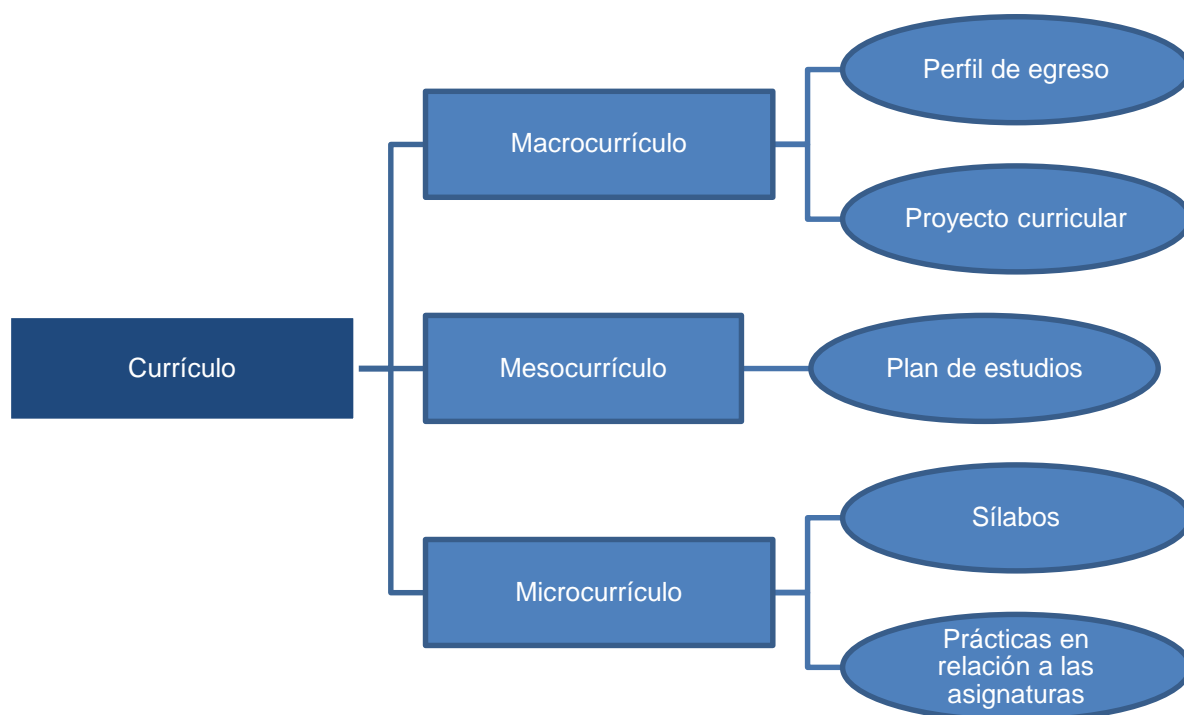 Perfil de egreso
Macrocurrículo
Proyecto curricular
Currículo
Mesocurrículo
Plan de estudios
Sílabos
Microcurrículo
Prácticas en
relación a las
asignaturas